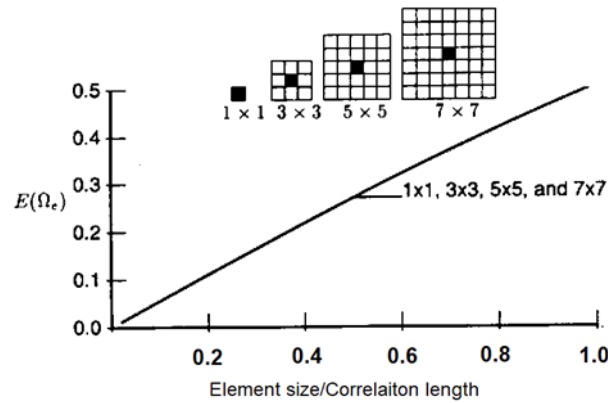 1 × 1 3 × 3 5 × 5 7 × 7
0.5
0.4
0.3
E(Ωₑ)
0.2
0.1
0.0
1x1, 3x3, 5x5, and 7x7
0.2 0.4 0.6 0.8 1.0
Element size/Correlaiton length